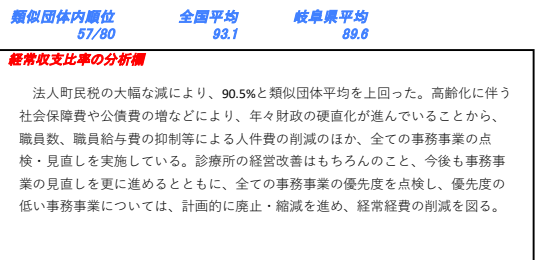 類似団体内順位 全国平均 岐阜県平均
57/80 93.1 89.6
経常収支比率の分析欄
法人町民税の大幅な減により、90.5%と類似団体平均を上回った。高齢化に伴う
社会保障費や公債費の増などにより、年々財政の硬直化が進んでいることから、
職員数、職員給与費の抑制等による人件費の削減のほか、全ての事務事業の点
検・見直しを実施している。診療所の経営改善はもちろんのこと、今後も事務事
業の見直しを更に進めるとともに、全ての事務事業の優先度を点検し、優先度の
低い事務事業については、計画的に廃止・縮減を進め、経常経費の削減を図る。